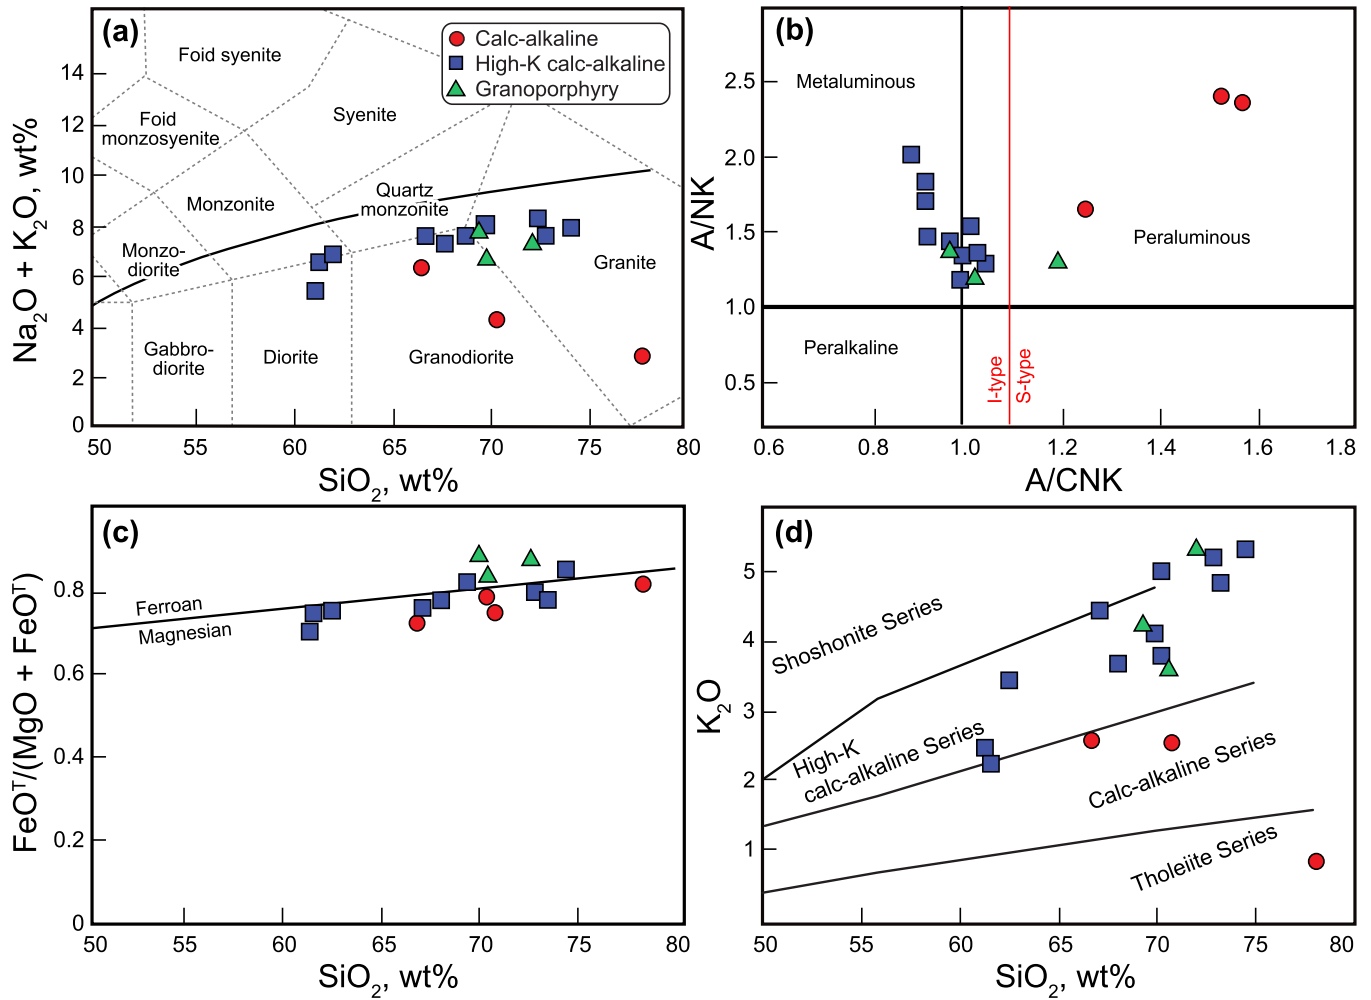 (a)
Calc-alkaline
High-K calc-alkaline
Granoporphyry
Foid syenite
Foid
monzosyenite
Syenite
Monzonite
Quartz
monzonite
Monzo-
diorite
Granite
Gabbro-
diorite
Diorite
Granodiorite
14
12
10
8
6
4
2
0
50
55
60
65
70
75
80
Na₂O + K₂O, wt%
SiO₂, wt%
(b)
Metaluminous
Peraluminous
Peralkaline
I-type
S-type
2.5
2.0
1.5
1.0
0.5
0.6
0.8
1.0
1.2
1.4
1.6
1.8
A/NK
A/CNK
(c)
Ferroan
Magnesian
0.8
0.6
0.4
0.2
0
50
55
60
65
70
75
80
FeOᵀ/(MgO + FeOᵀ)
SiO₂, wt%
(d)
Shoshonite Series
High-K
calc-alkaline Series
Calc-alkaline Series
Tholeiite Series
5
4
3
2
1
50
55
60
65
70
80
K₂O
SiO₂, wt%